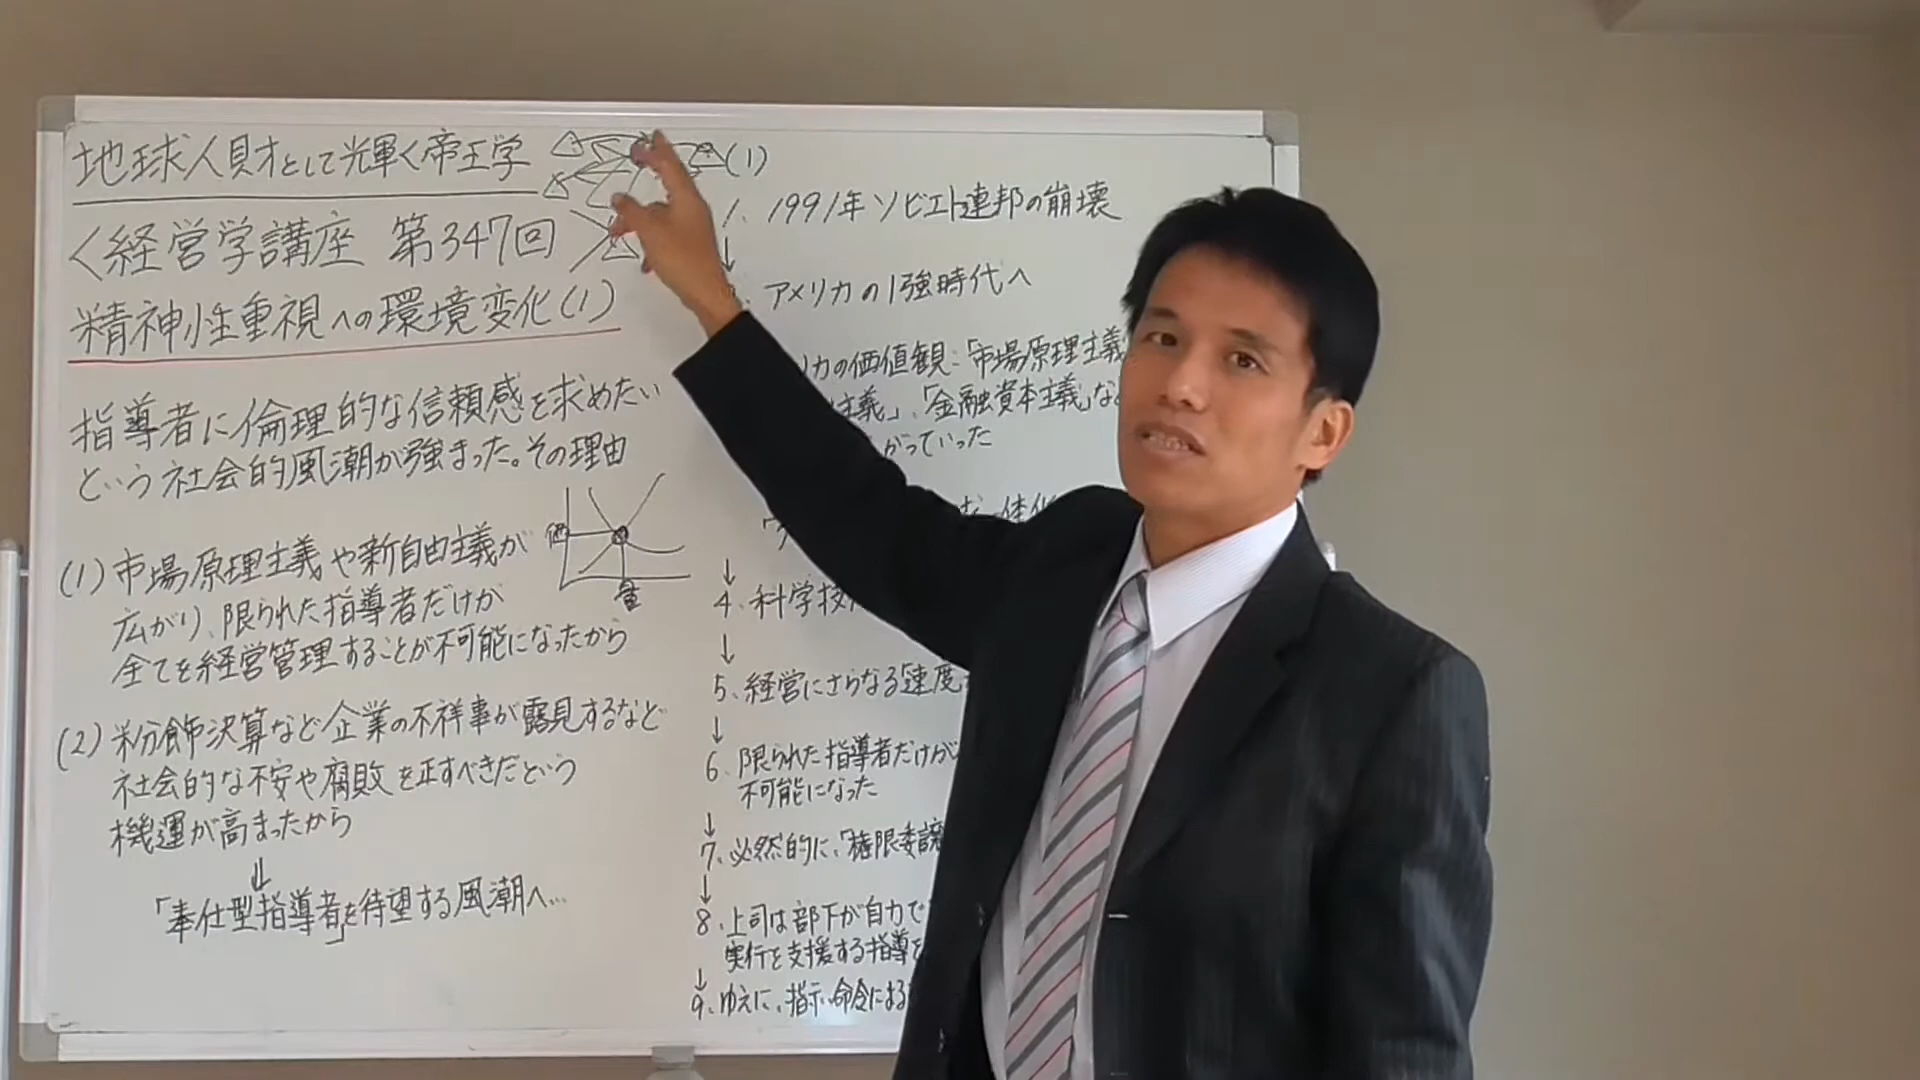 地球人財として光輝く帝王学
く経営学講座 第347回
精神性重視への環境変化(1)
指導者に倫理的な信頼感を求めたい
という社会的風潮が強まった。その理由
(1)市場原理主義や新自由主義が
広がり、限られた指導者だけが
全てを経営管理することが不可能になったから
価
量
(2)粉飾決算など企業の不祥事が露見するなど
社会的な不安や腐敗を正すべきだという
機運が高まったから
↓
「奉仕型指導者」を待望する風潮へ…
(1)
1、1991年ソビエト連邦の崩壊
↓
、アメリカの1強時代へ
リカの価値観:「市場原理主義
主義」、「金融資本主義」など
がっていった
↓
4、科学技
↓
5、経営にさらなる「速度
↓
6、限られた指導者だけが
不可能になった
↓
7、必然的に、「権限委譲
↓
8、上司は部下が自力で
実行を支援する指導
↓
9、ゆえに、指示・命令による